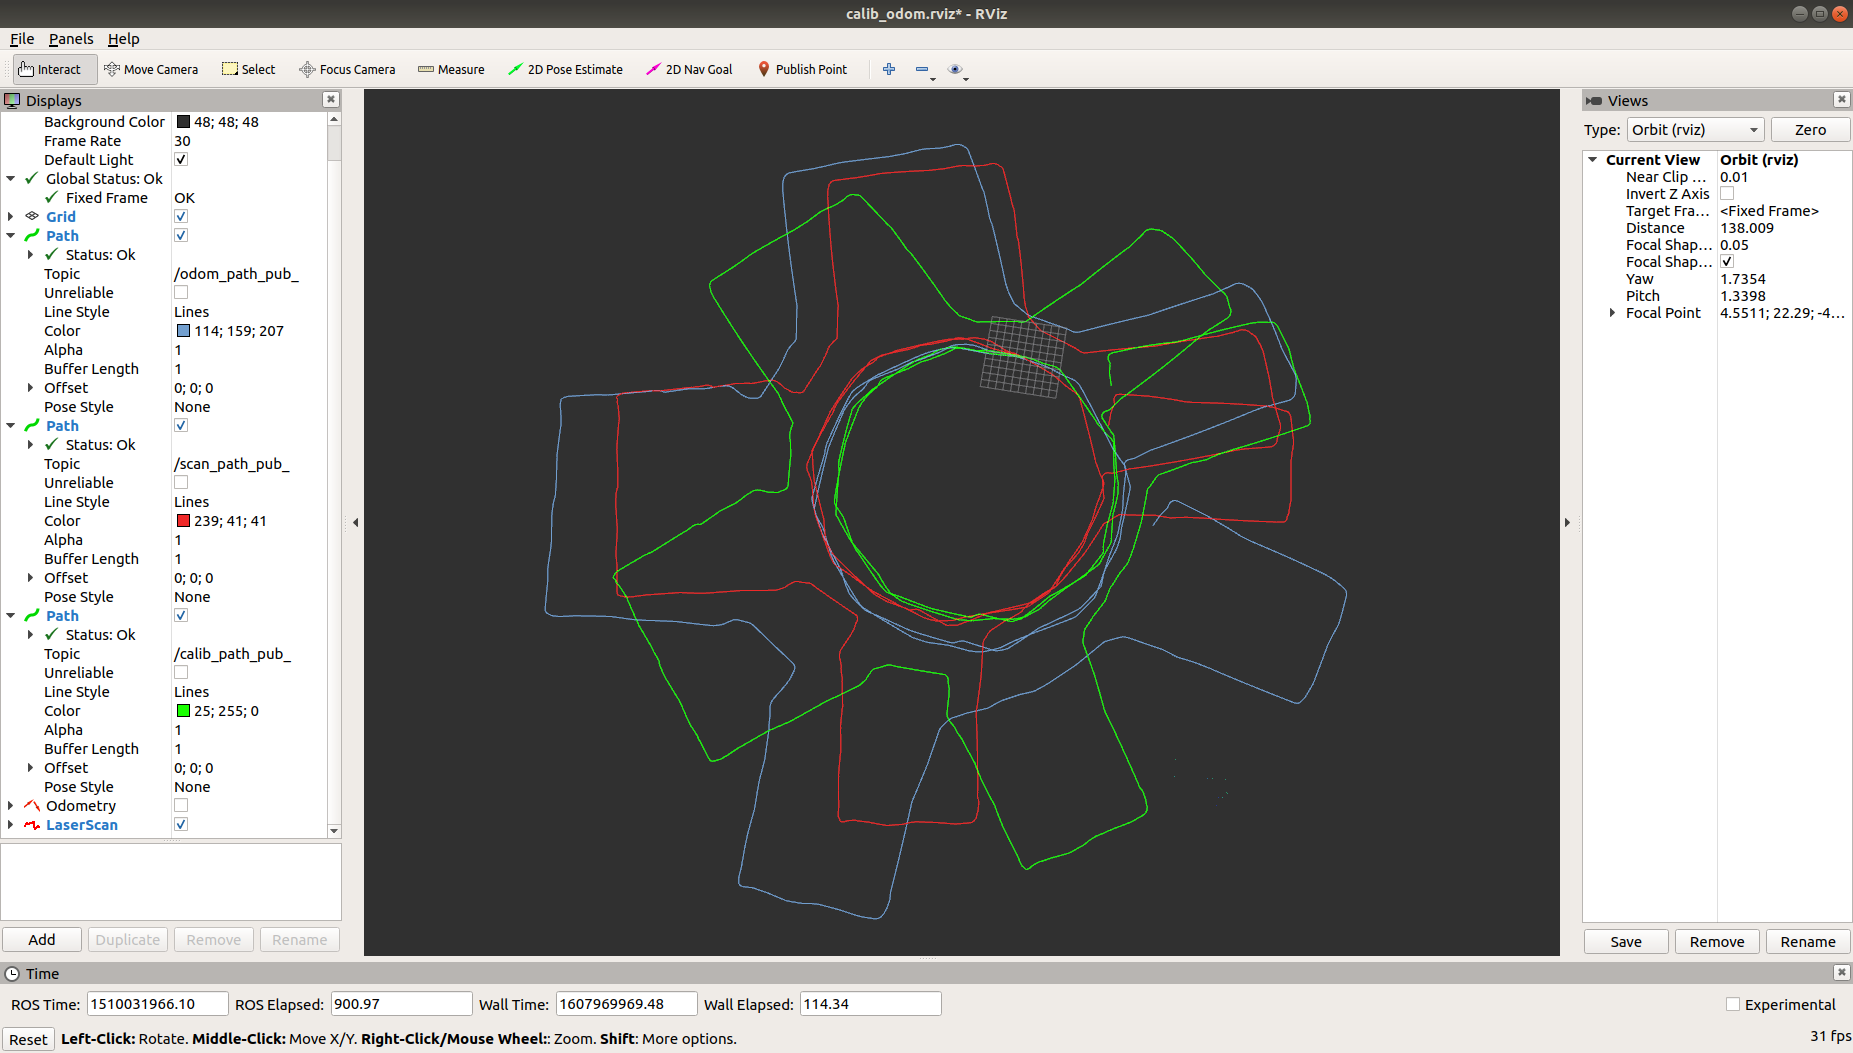 calib_odom.rviz* - RViz
File Panels Help
Interact Move Camera Select Focus Camera Measure 2D Pose Estimate 2D Nav Goal Publish Point
Displays
Background Color 48; 48; 48
Frame Rate 30
Default Light
Global Status: Ok
Fixed Frame OK
Grid
Path
Status: Ok
Topic /odom_path_pub_
Unreliable
Line Style Lines
Color 114; 159; 207
Alpha 1
Buffer Length 1
Offset 0; 0; 0
Pose Style None
Path
Status: Ok
Topic /scan_path_pub_
Unreliable
Line Style Lines
Color 239; 41; 41
Alpha 1
Buffer Length 1
Offset 0; 0; 0
Pose Style None
Path
Status: Ok
Topic /calib_path_pub_
Unreliable
Line Style Lines
Color 25; 255; 0
Alpha 1
Buffer Length 1
Offset 0; 0; 0
Pose Style None
Odometry
LaserScan
Add Duplicate Remove Rename
Views
Type: Orbit (rviz) Zero
Current View Orbit (rviz)
Near Clip ... 0.01
Invert Z Axis
Target Fra... <Fixed Frame>
Distance 138.009
Focal Shap... 0.05
Focal Shap...
Yaw 1.7354
Pitch 1.3398
Focal Point 4.5511; 22.29; -4...
Save Remove Rename
Time
ROS Time: 1510031966.10 ROS Elapsed: 900.97 Wall Time: 1607969969.48 Wall Elapsed: 114.34 Experimental
Reset Left-Click: Rotate. Middle-Click: Move X/Y. Right-Click/Mouse Wheel:: Zoom. Shift: More options. 31 fps